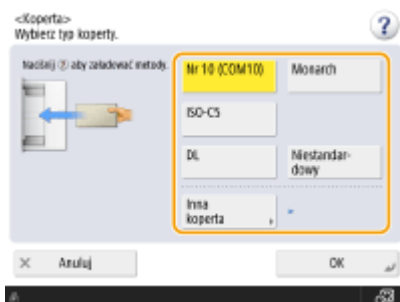 <Koperta>
Wybierz typ koperty.
Naciśnij ? aby załadować metody.
Nr 10 (COM10)
Monarch
ISO-C5
DL
Niestandar-
dowy
Inna
koperta
Anuluj
OK